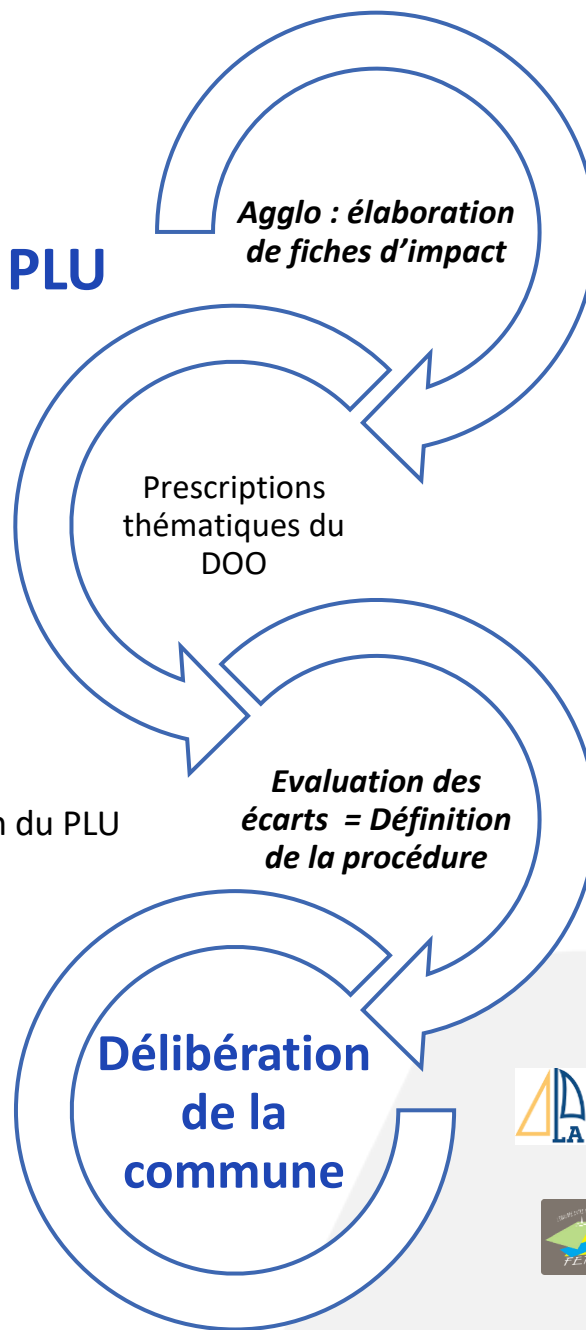 Agglo : élaboration
de fiches d’impact
PLU
Prescriptions
thématiques du
DOO
Evaluation des
écarts = Définition
de la procédure
du PLU
Délibération
de la
commune
LA